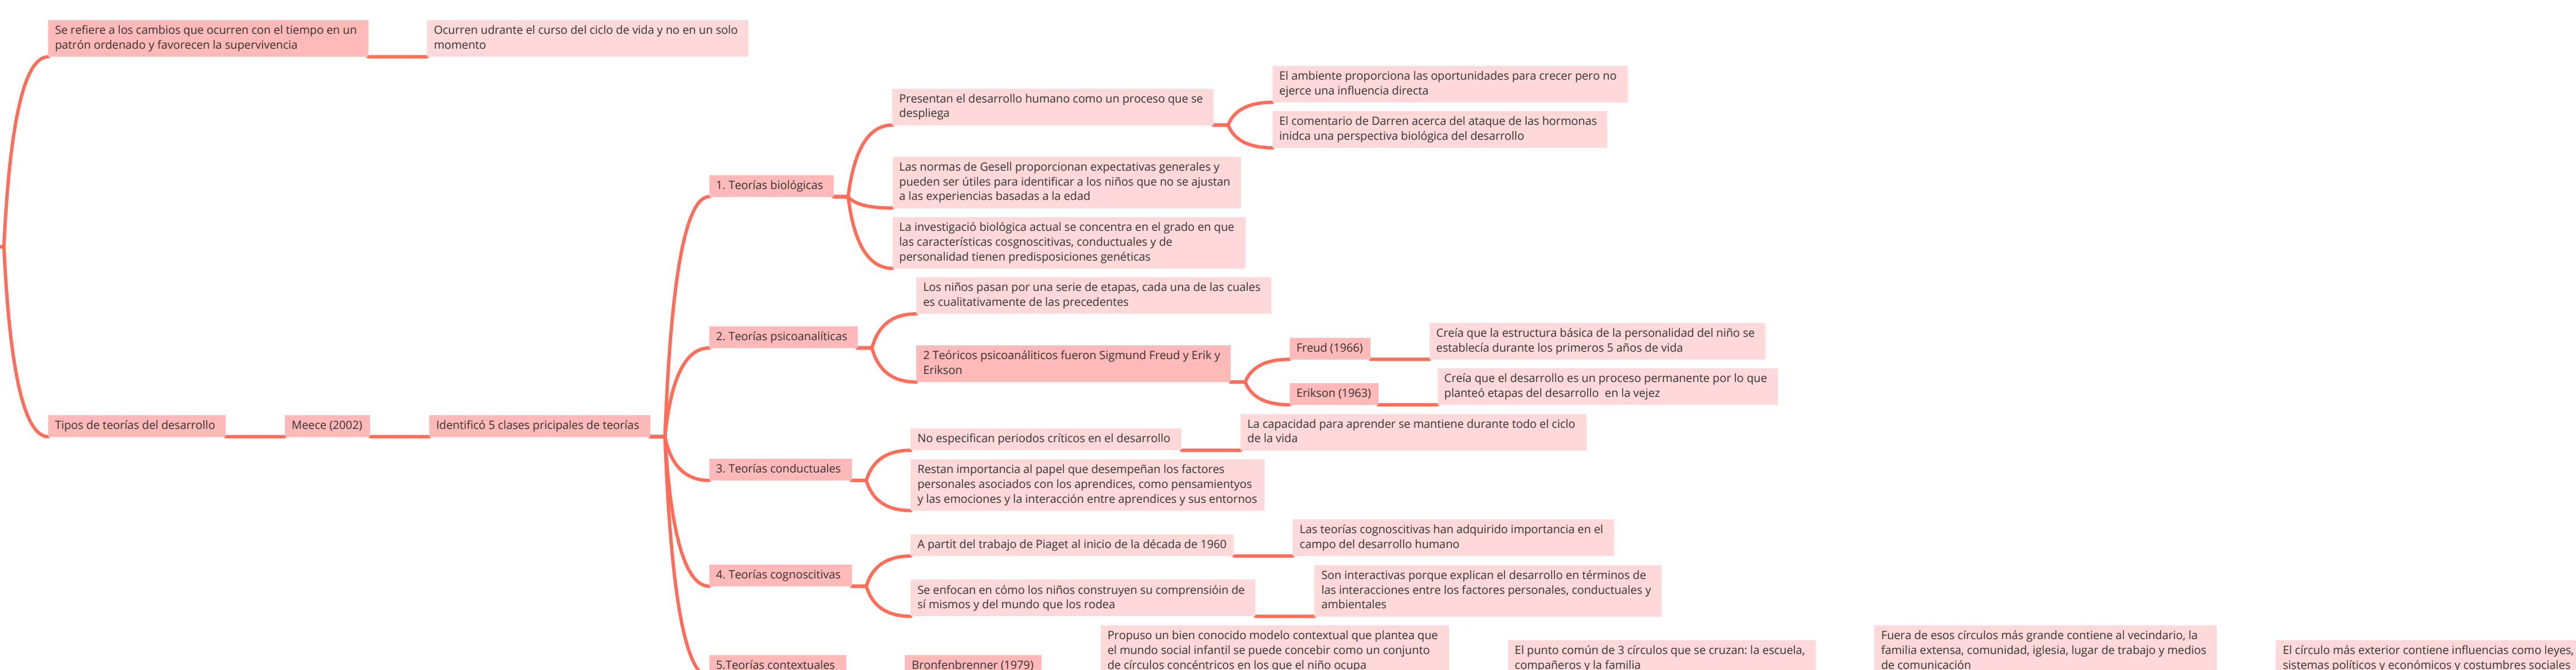 Se refiere a los cambios que ocurren con el tiempo en un
patrón ordenado y favorecen la supervivencia
Ocurren udrante el curso del ciclo de vida y no en un solo
momento
Tipos de teorías del desarrollo
Meece (2002)
Identificó 5 clases pricipales de teorías
1. Teorías biológicas
Presentan el desarrollo humano como un proceso que se
despliega
El ambiente proporciona las oportunidades para crecer pero no
ejerce una influencia directa
El comentario de Darren acerca del ataque de las hormonas
inidca una perspectiva biológica del desarrollo
Las normas de Gesell proporcionan expectativas generales y
pueden ser útiles para identificar a los niños que no se ajustan
a las experiencias basadas a la edad
La investigació biológica actual se concentra en el grado en que
las características cosgnoscitivas, conductuales y de
personalidad tienen predisposiciones genéticas
2. Teorías psicoanalíticas
Los niños pasan por una serie de etapas, cada una de las cuales
es cualitativamente de las precedentes
2 Teóricos psicoanáliticos fueron Sigmund Freud y Erik y
Erikson
Freud (1966)
Creía que la estructura básica de la personalidad del niño se
establecía durante los primeros 5 años de vida
Erikson (1963)
Creía que el desarrollo es un proceso permanente por lo que
planteó etapas del desarrollo  en la vejez
3. Teorías conductuales
No especifican periodos críticos en el desarrollo
La capacidad para aprender se mantiene durante todo el ciclo
de la vida
Restan importancia al papel que desempeñan los factores
personales asociados con los aprendices, como pensamientyos
y las emociones y la interacción entre aprendices y sus entornos
4. Teorías cognoscitivas
A partit del trabajo de Piaget al inicio de la década de 1960
Las teorías cognoscitivas han adquirido importancia en el
campo del desarrollo humano
Se enfocan en cómo los niños construyen su comprensióin de
sí mismos y del mundo que los rodea
Son interactivas porque explican el desarrollo en términos de
las interacciones entre los factores personales, conductuales y
ambientales
5.Teorías contextuales
Bronfenbrenner (1979)
Propuso un bien conocido modelo contextual que plantea que
el mundo social infantil se puede concebir como un conjunto
de círculos concéntricos en los que el niño ocupa
El punto común de 3 círculos que se cruzan: la escuela,
compañeros y la familia
Fuera de esos círculos más grande contiene al vecindario, la
familia extensa, comunidad, iglesia, lugar de trabajo y medios
de comunicación
El círculo más exterior contiene influencias como leyes,
sistemas políticos y económicos y costumbres sociales